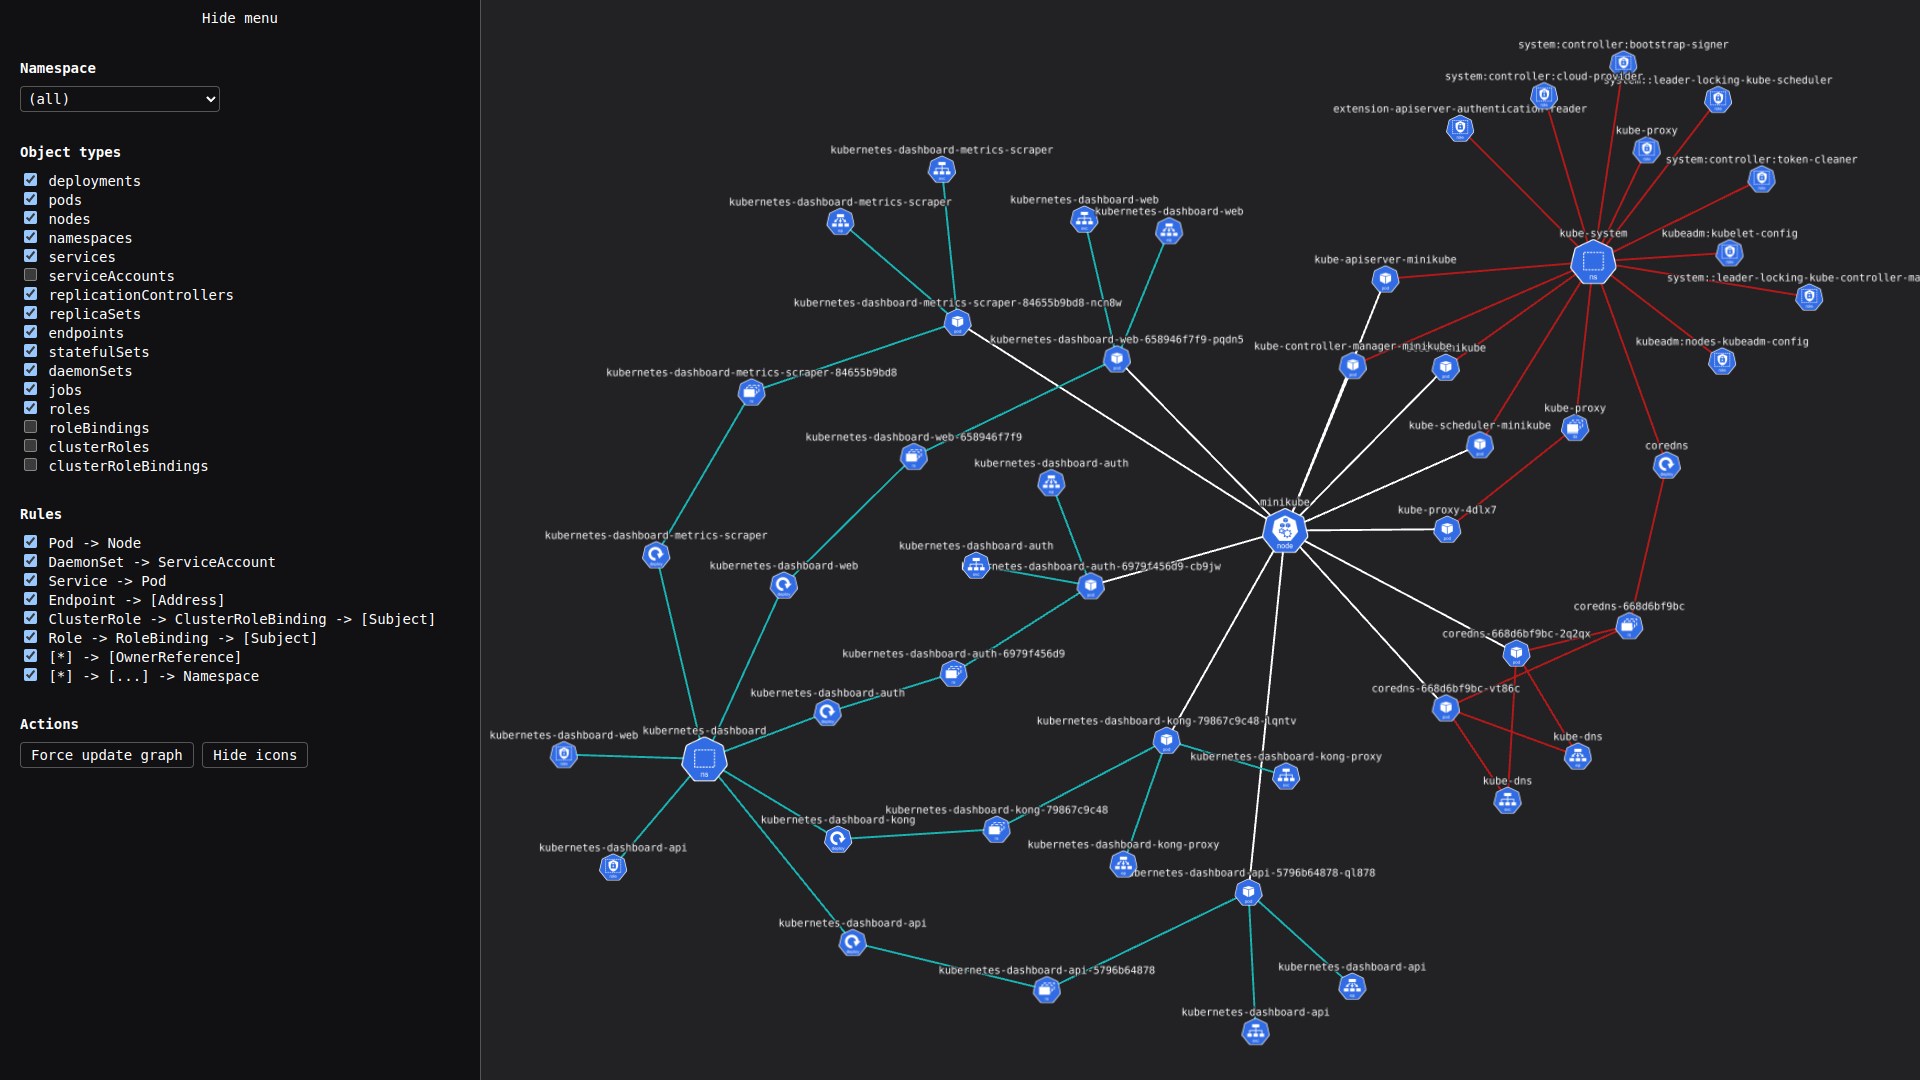 Hide menu
Namespace
(all)
Object types
deployments
pods
nodes
namespaces
services
serviceAccounts
replicationControllers
replicaSets
endpoints
statefulSets
daemonSets
jobs
roles
roleBindings
clusterRoles
clusterRoleBindings
Rules
Pod -> Node
DaemonSet -> ServiceAccount
Service -> Pod
Endpoint -> [Address]
ClusterRole -> ClusterRoleBinding -> [Subject]
Role -> RoleBinding -> [Subject]
[*] -> [OwnerReference]
[*] -> [...] -> Namespace
Actions
Force update graph
Hide icons
system:controller:bootstrap-signer
system:controller:cloud-provider
:leader-locking-kube-scheduler
extension-apiserver-authentication-reader
kube-proxy
system:controller:token-cleaner
kube-system
kubeadm:kubelet-config
system::leader-locking-kube-controller-ma
kubeadm:nodes-kubeadm-config
kubernetes-dashboard-metrics-scraper
kubernetes-dashboard-metrics-scraper
kubernetes-dashboard-web
kubernetes-dashboard-web
kube-apiserver-minikube
kubernetes-dashboard-metrics-scraper-84655b9bd8-ncn8w
kubernetes-dashboard-web-658946f7f9-pqdn5
kube-controller-manager-minikube
kubernetes-dashboard-metrics-scraper-84655b9bd8
kube-proxy
kube-scheduler-minikube
coredns
kubernetes-dashboard-web-658946f7f9
kubernetes-dashboard-auth
minikube
node
kube-proxy-4dlx7
kubernetes-dashboard-metrics-scraper
kubernetes-dashboard-auth
kubernetes-dashboard-web
netes-dashboard-auth-6979f456d9-cb9jw
coredns-668d6bf9bc
coredns-668d6bf9bc-2q2qx
kubernetes-dashboard-auth-6979f456d9
coredns-668d6bf9bc-vt86c
kubernetes-dashboard-auth
kubernetes-dashboard-kong-79867c9c48-lqntv
kubernetes-dashboard
ns
kubernetes-dashboard-web
kube-dns
kubernetes-dashboard-kong-proxy
kube-dns
kubernetes-dashboard-kong-79867c9c48
kubernetes-dashboard-kong
kubernetes-dashboard-api
kubernetes-dashboard-kong-proxy
bernetes-dashboard-api-5796b64878-ql878
kubernetes-dashboard-api
kubernetes-dashboard-api-5796b64878
kubernetes-dashboard-api
kubernetes-dashboard-api
ns